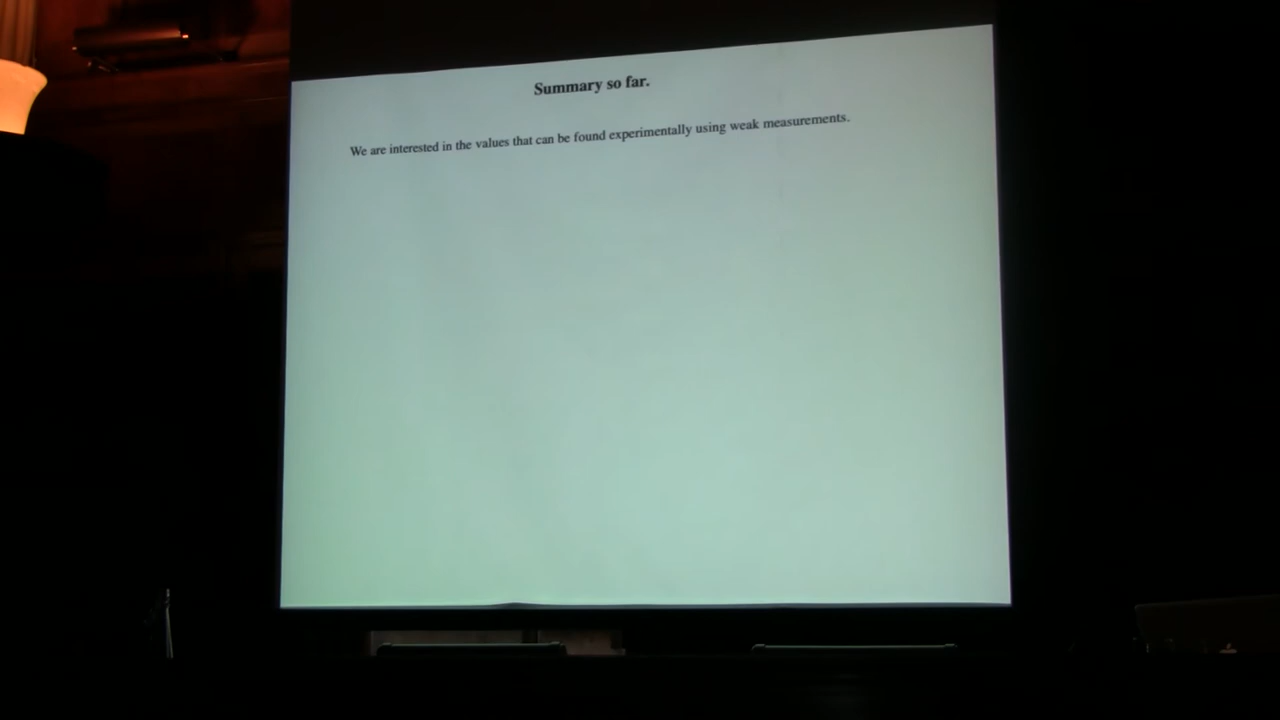 Summary so far.
We are interested in the values that can be found experimentally using weak measurements.